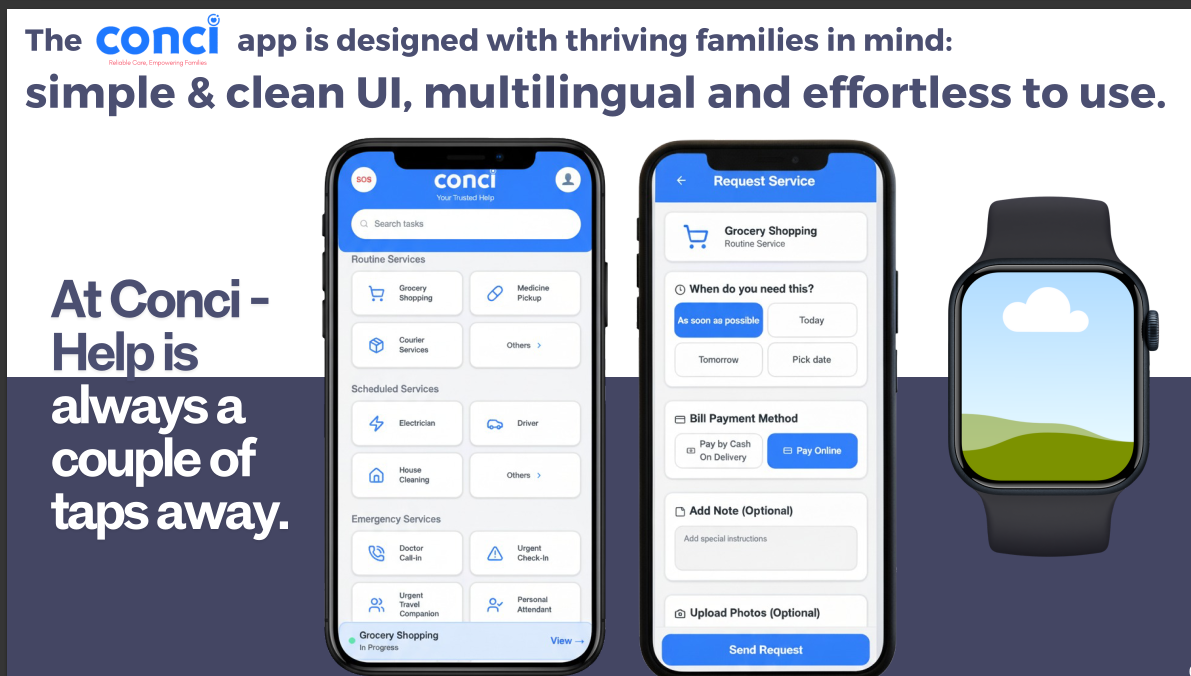 The conci app is designed with thriving families in mind:
Reliable Care, Empowering Families
simple & clean UI, multilingual and effortless to use.
At Conci -
Help is
always a
couple of
taps away.
SOS
conci
Your Trusted Help
Search tasks
Routine Services
Grocery
Shopping
Medicine
Pickup
Courier
Services
Others >
Scheduled Services
Electrician
Driver
House
Cleaning
Others >
Emergency Services
Doctor
Call-in
Urgent
Check-In
Urgent
Travel
Companion
Personal
Attendant
Grocery Shopping
In Progress
View →
← Request Service
Grocery Shopping
Routine Service
When do you need this?
As soon as possible
Today
Tomorrow
Pick date
Bill Payment Method
Pay by Cash
On Delivery
Pay Online
Add Note (Optional)
Add special instructions
Upload Photos (Optional)
Send Request